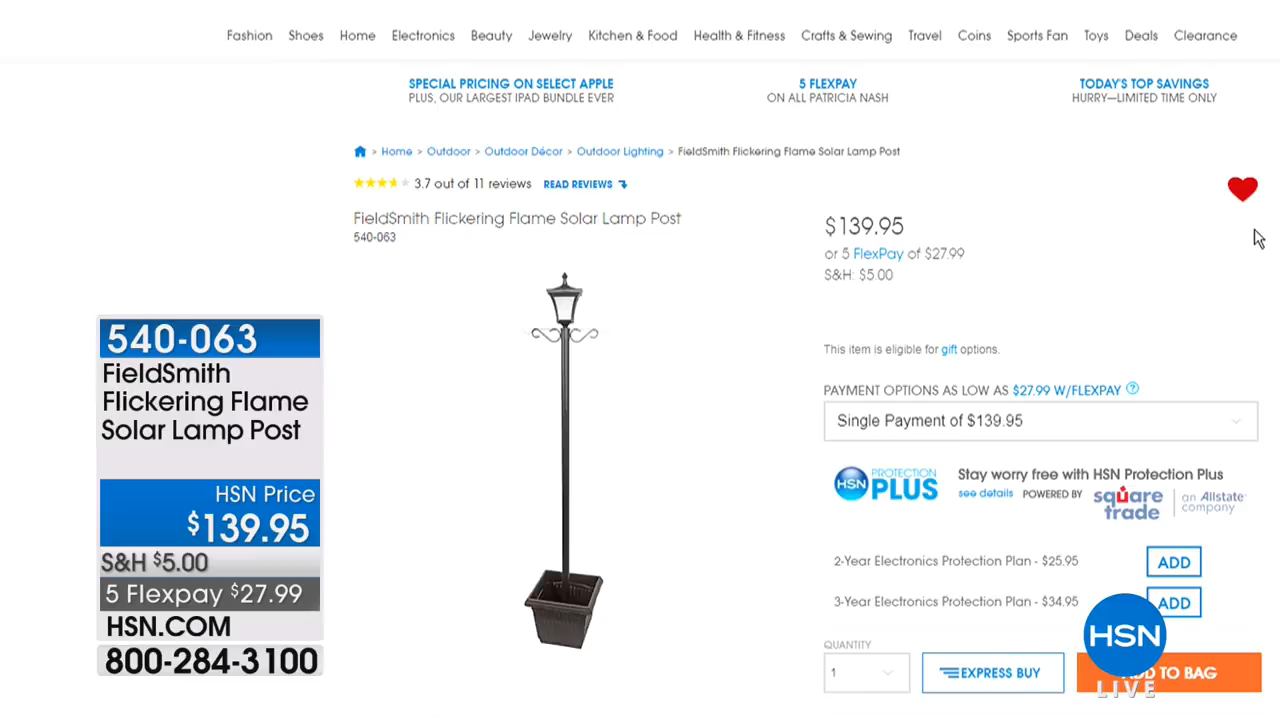 Fashion Shoes Home Electronics Beauty Jewelry Kitchen & Food Health & Fitness Crafts & Sewing Travel Coins Sports Fan Toys Deals Clearance
SPECIAL PRICING ON SELECT APPLE
PLUS, OUR LARGEST IPAD BUNDLE EVER
5 FLEXPAY
ON ALL PATRICIA NASH
TODAY'S TOP SAVINGS
HURRY—LIMITED TIME ONLY
> Home > Outdoor > Outdoor Décor > Outdoor Lighting > FieldSmith Flickering Flame Solar Lamp Post
3.7 out of 11 reviews READ REVIEWS
FieldSmith Flickering Flame Solar Lamp Post
540-063
$139.95
or 5 FlexPay of $27.99
S&H: $5.00
This item is eligible for gift options.
PAYMENT OPTIONS AS LOW AS $27.99 W/FLEXPAY ?
Single Payment of $139.95
HSN PROTECTION PLUS
Stay worry free with HSN Protection Plus
see details POWERED BY square trade an Allstate company
2-Year Electronics Protection Plan - $25.95 ADD
3-Year Electronics Protection Plan - $34.95 ADD
QUANTITY
1
EXPRESS BUY
TO BAG
HSN
LIVE
540-063
FieldSmith
Flickering Flame
Solar Lamp Post
HSN Price
$139.95
S&H $5.00
5 Flexpay $27.99
HSN.COM
800-284-3100